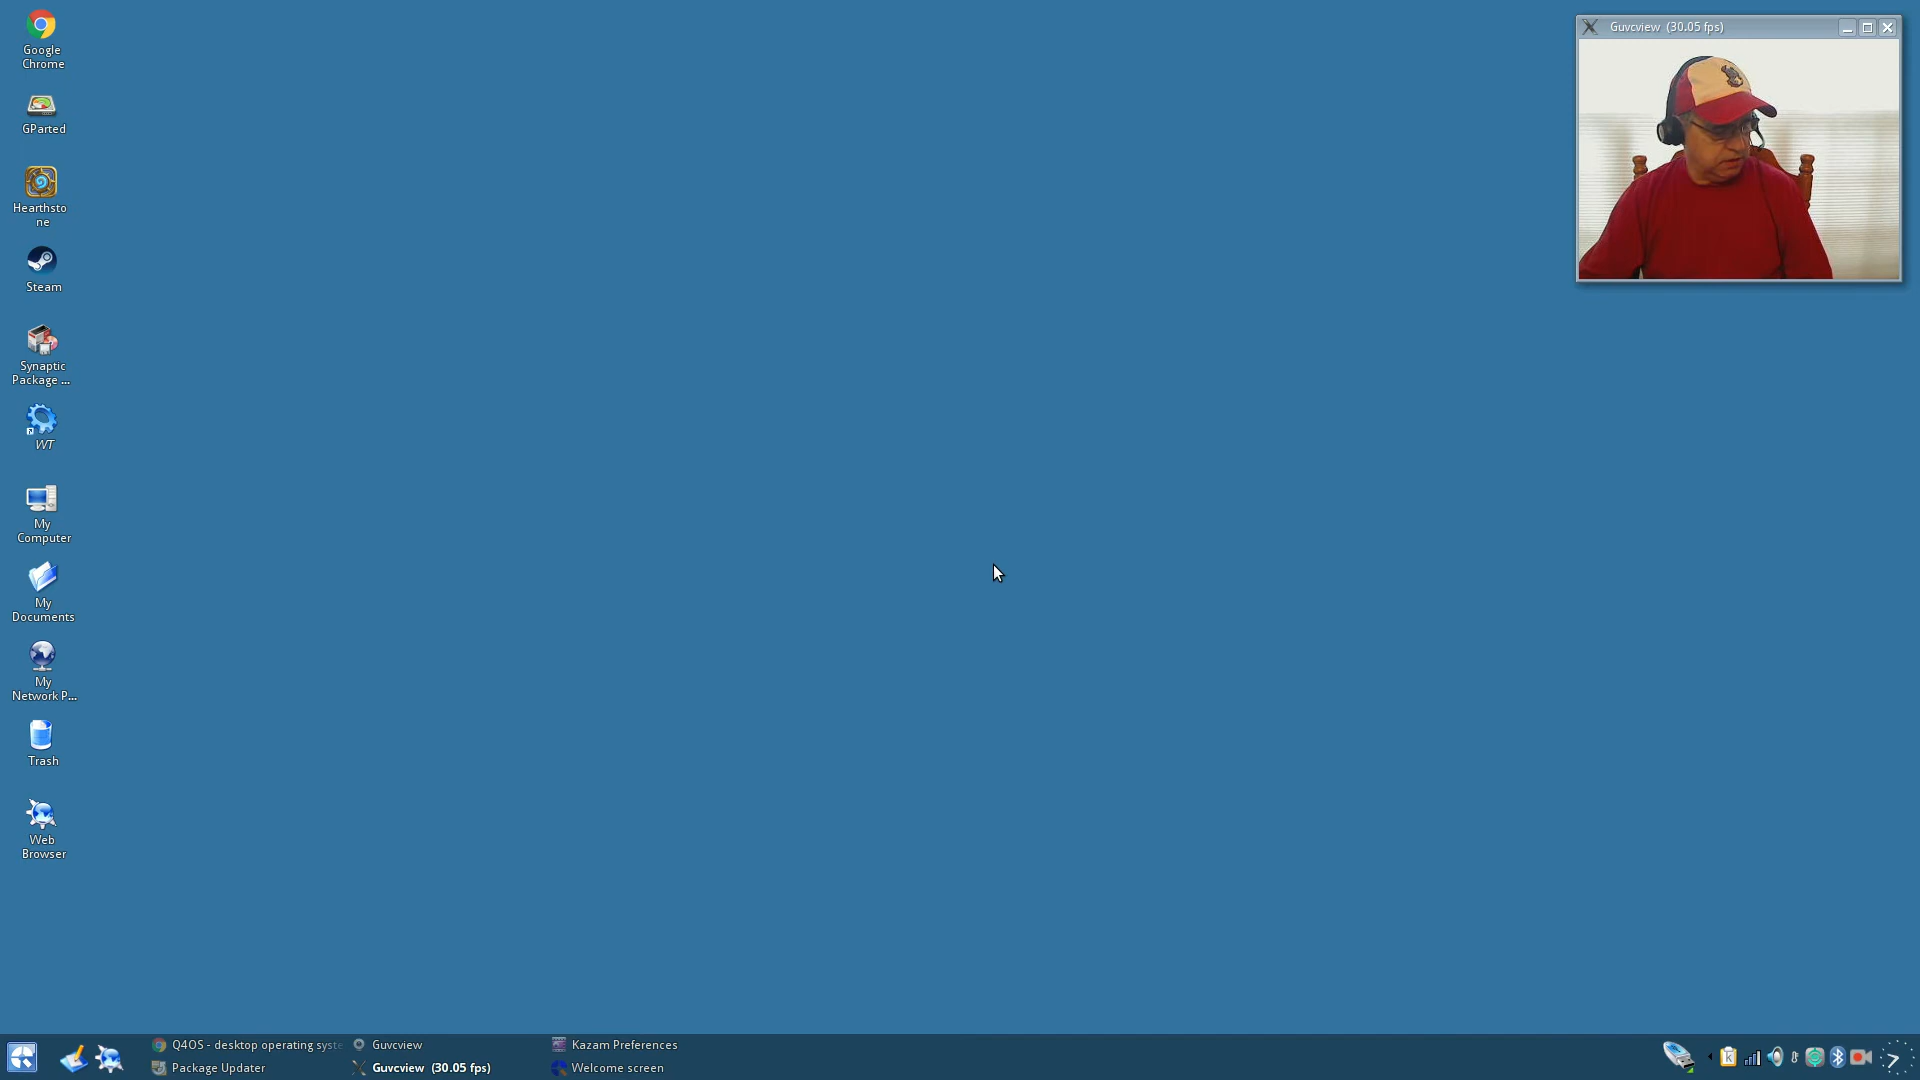 Google
Chrome
GParted
Hearthsto
ne
Steam
Synaptic
Package ...
WT
My
Computer
My
Documents
My
Network P...
Trash
Web
Browser
Guvcview (30.05 fps)
Q4OS - desktop operating syste
Guvcview
Kazam Preferences
Package Updater
Guvcview (30.05 fps)
Welcome screen